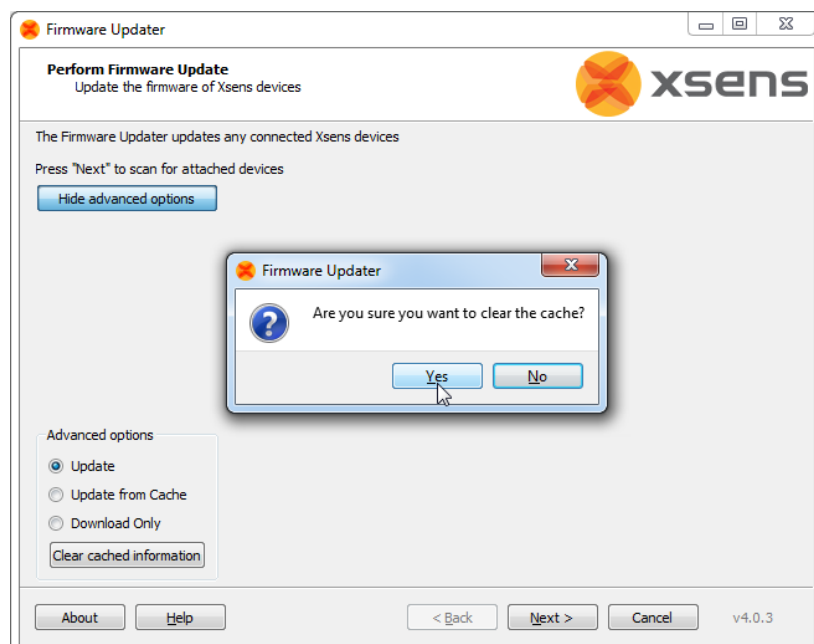 Firmware Updater
Perform Firmware Update
Update the firmware of Xsens devices
xsens
The Firmware Updater updates any connected Xsens devices
Press "Next" to scan for attached devices
Hide advanced options
Firmware Updater
Are you sure you want to clear the cache?
Yes No
Advanced options
Update
Update from Cache
Download Only
Clear cached information
About Help < Back Next > Cancel v4.0.3